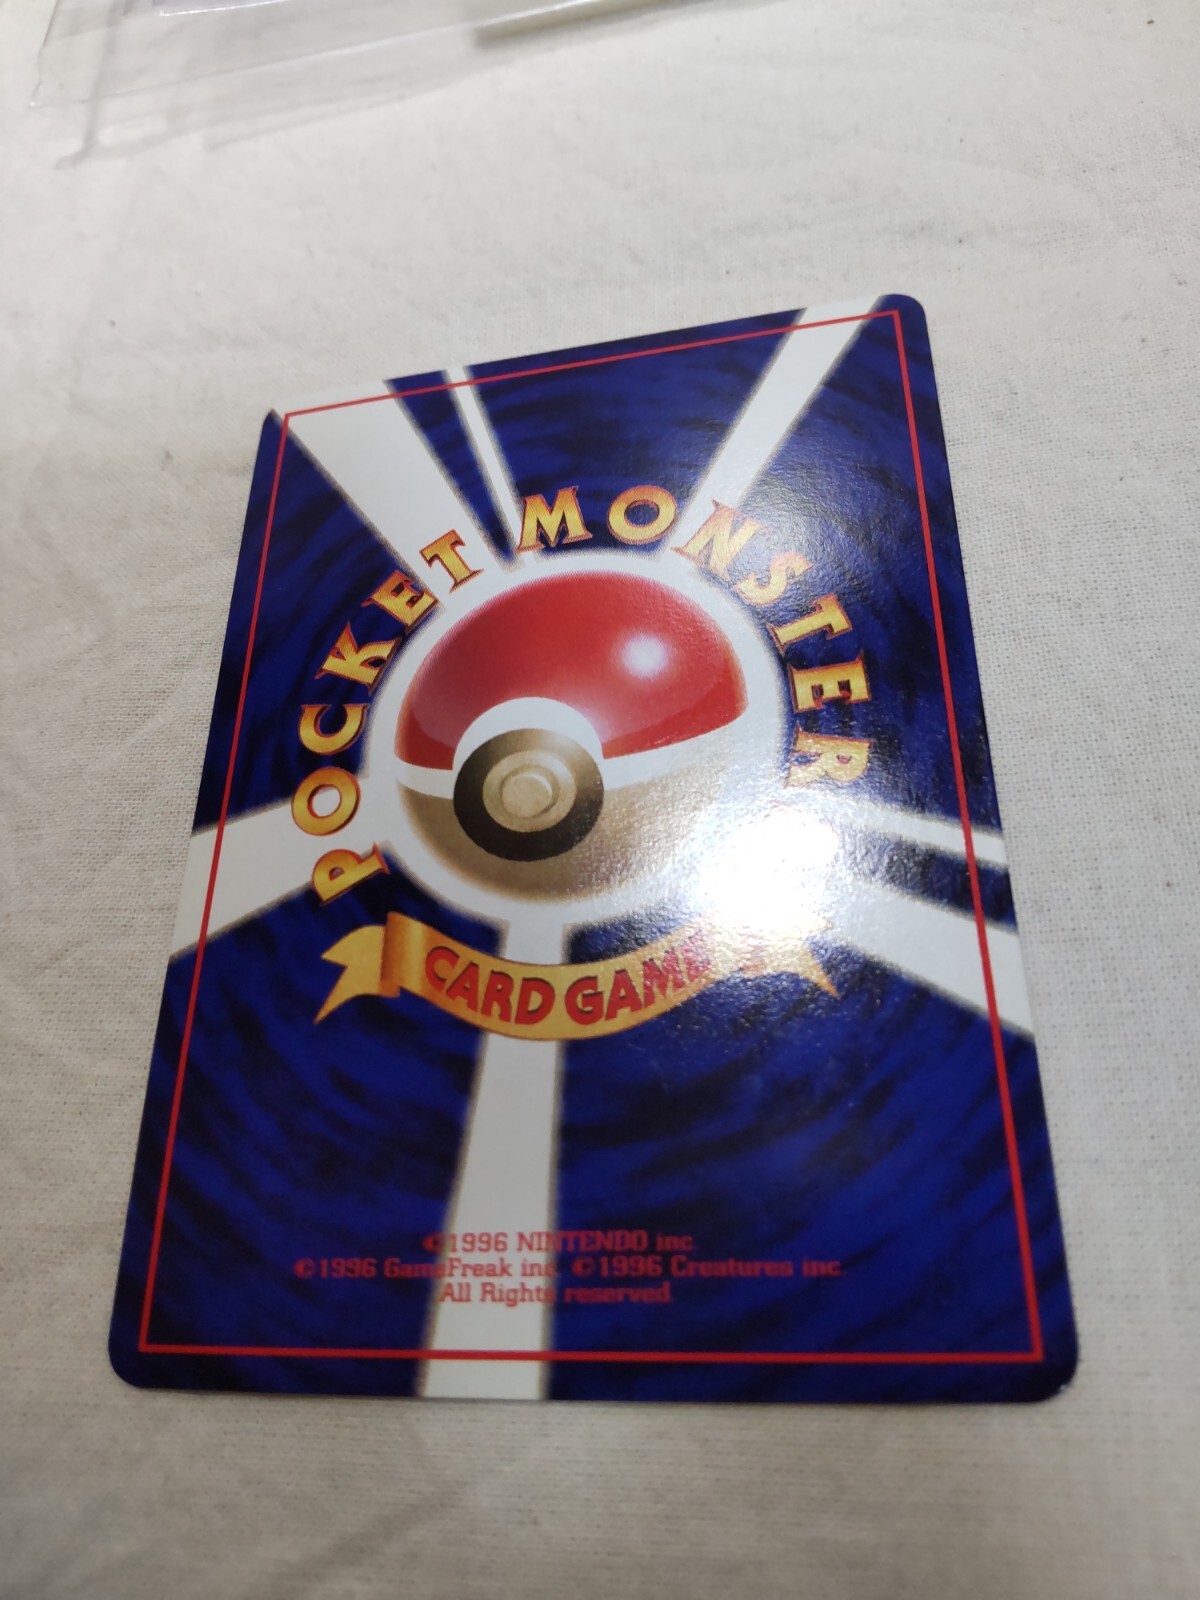 POCKET MONSTERS
CARD GAME
©1996 NINTENDO inc.
©1996 GameFreak inc. ©1996 Creatures inc.
All Rights reserved.